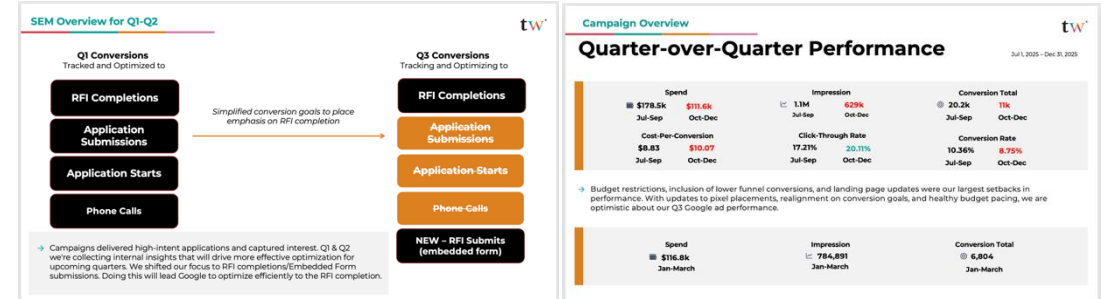 SEM Overview for Q1-Q2
tw
Q1 Conversions
Tracked and Optimized to
RFI Completions
Application
Submissions
Application Starts
Phone Calls
Simplified conversion goals to place
emphasis on RFI completion
Q3 Conversions
Tracking and Optimizing to
RFI Completions
Application
Submissions
Application Starts
Phone Calls
NEW – RFI Submits
(embedded form)
→ Campaigns delivered high-intent applications and captured interest. Q1 & Q2
we're collecting internal insights that will drive more effective optimization for
upcoming quarters. We shifted our focus to RFI completions/Embedded Form
submissions. Doing this will lead Google to optimize efficiently to the RFI completion.
Campaign Overview
tw
Quarter-over-Quarter Performance
Jul 1, 2025 – Dec 31, 2025
Spend
$178.5k $111.6k
Jul-Sep Oct-Dec
Impression
1.1M 629k
Jul-Sep Oct-Dec
Conversion Total
20.2k 11k
Jul-Sep Oct-Dec
Cost-Per-Conversion
$8.83 $10.07
Jul-Sep Oct-Dec
Click-Through Rate
17.21% 20.11%
Jul-Sep Oct-Dec
Conversion Rate
10.36% 8.75%
Jul-Sep Oct-Dec
→ Budget restrictions, inclusion of lower funnel conversions, and landing page updates were our largest setbacks in
performance. With updates to pixel placements, realignment on conversion goals, and healthy budget pacing, we are
optimistic about our Q3 Google ad performance.
Spend
$116.8k
Jan-March
Impression
784,891
Jan-March
Conversion Total
6,804
Jan-March